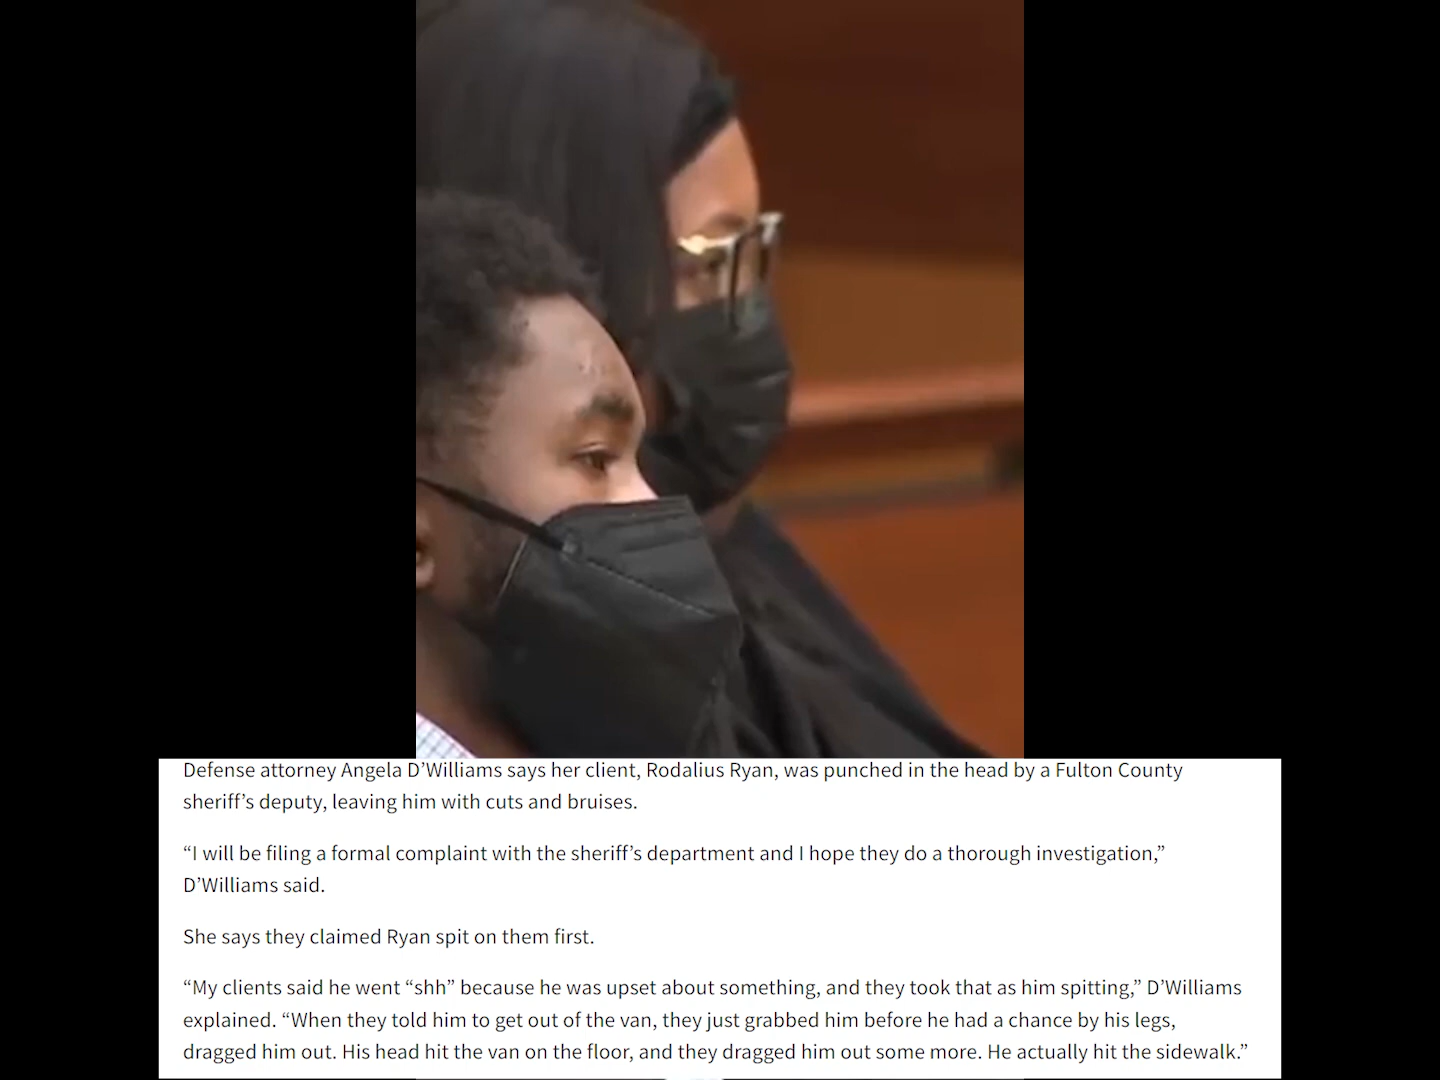 Defense attorney Angela D’Williams says her client, Rodalius Ryan, was punched in the head by a Fulton County
sheriff’s deputy, leaving him with cuts and bruises.
“I will be filing a formal complaint with the sheriff’s department and I hope they do a thorough investigation,”
D’Williams said.
She says they claimed Ryan spit on them first.
“My clients said he went “shh” because he was upset about something, and they took that as him spitting,” D’Williams
explained. “When they told him to get out of the van, they just grabbed him before he had a chance by his legs,
dragged him out. His head hit the van on the floor, and they dragged him out some more. He actually hit the sidewalk.”